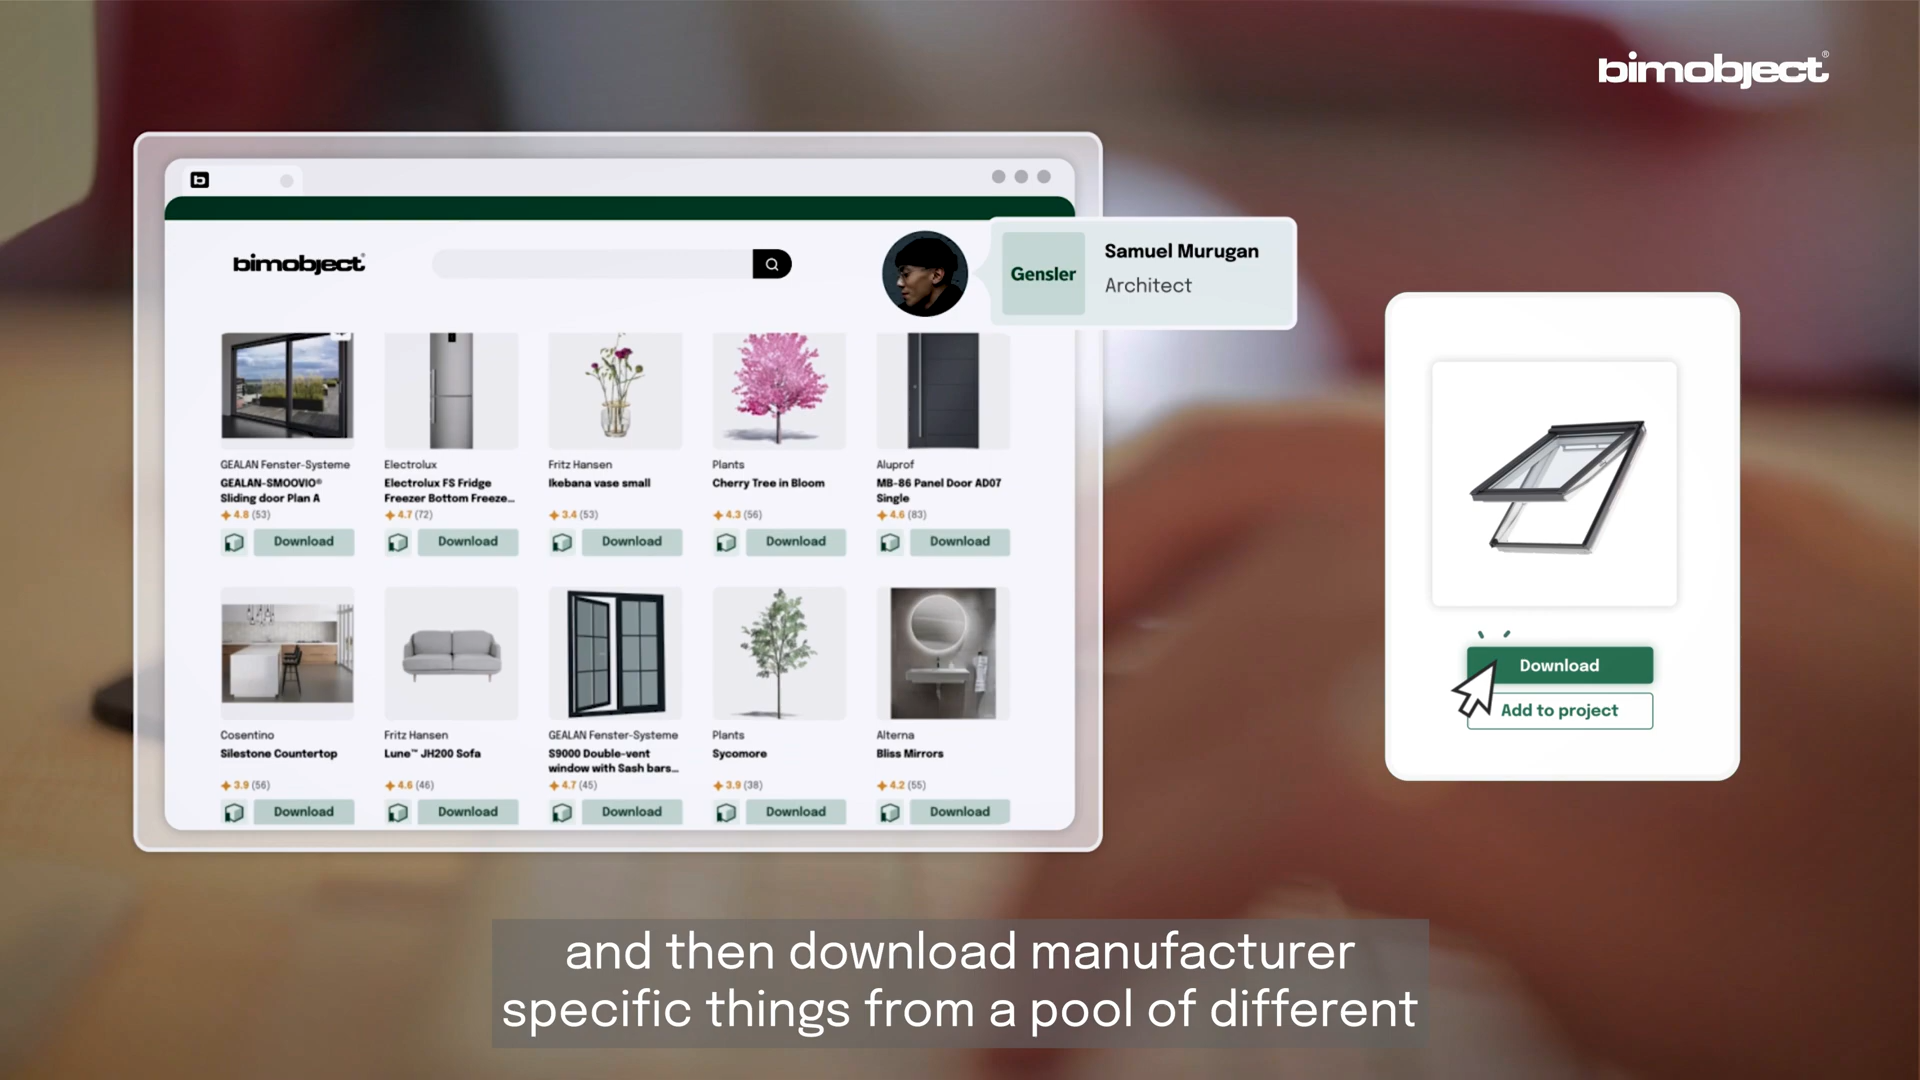 bimobject®
bimobject
Gensler
Samuel Murugan
Architect
GEALAN Fenster-Systeme
GEALAN-SMOOVIO®
Sliding door Plan A
4.8 (53)
Download
Electrolux
Electrolux FS Fridge
Freezer Bottom Freeze...
4.7 (72)
Download
Fritz Hansen
Ikebana vase small
3.4 (53)
Download
Plants
Cherry Tree in Bloom
4.3 (56)
Download
Aluprof
MB-86 Panel Door AD07
Single
4.6 (83)
Download
Cosentino
Silestone Countertop
3.9 (56)
Download
Fritz Hansen
Lune™ JH200 Sofa
4.6 (46)
Download
GEALAN Fenster-Systeme
S9000 Double-vent
window with Sash bars...
4.7 (45)
Download
Plants
Sycomore
3.9 (38)
Download
Alterna
Bliss Mirrors
4.2 (55)
Download
Download
Add to project
and then download manufacturer
specific things from a pool of different